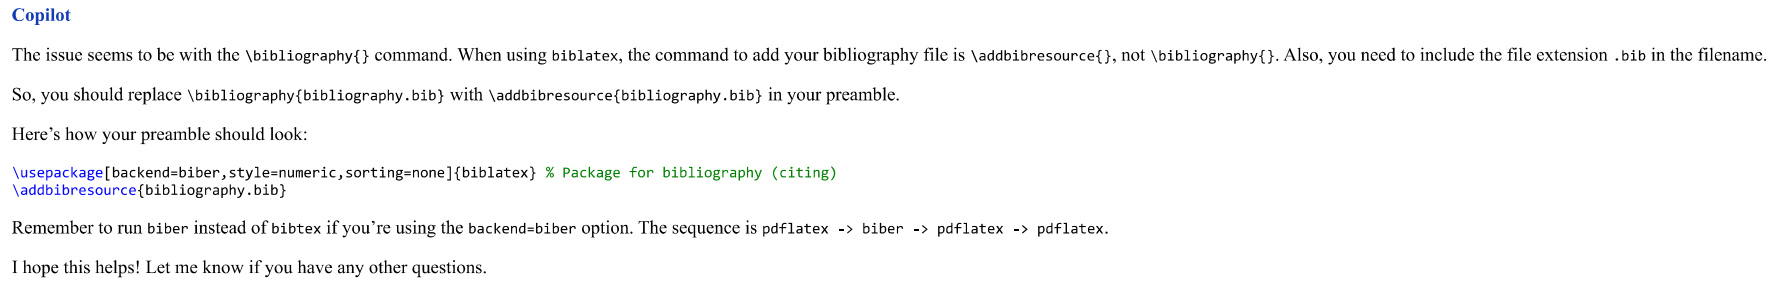 Copilot
The issue seems to be with the \bibliography{} command. When using biblatex, the command to add your bibliography file is \addbibresource{}, not \bibliography{}. Also, you need to include the file extension .bib in the filename.
So, you should replace \bibliography{bibliography.bib} with \addbibresource{bibliography.bib} in your preamble.
Here’s how your preamble should look:
\usepackage[backend=biber,style=numeric,sorting=none]{biblatex} % Package for bibliography (citing)
\addbibresource{bibliography.bib}
Remember to run biber instead of bibtex if you’re using the backend=biber option. The sequence is pdflatex -> biber -> pdflatex -> pdflatex.
I hope this helps! Let me know if you have any other questions.